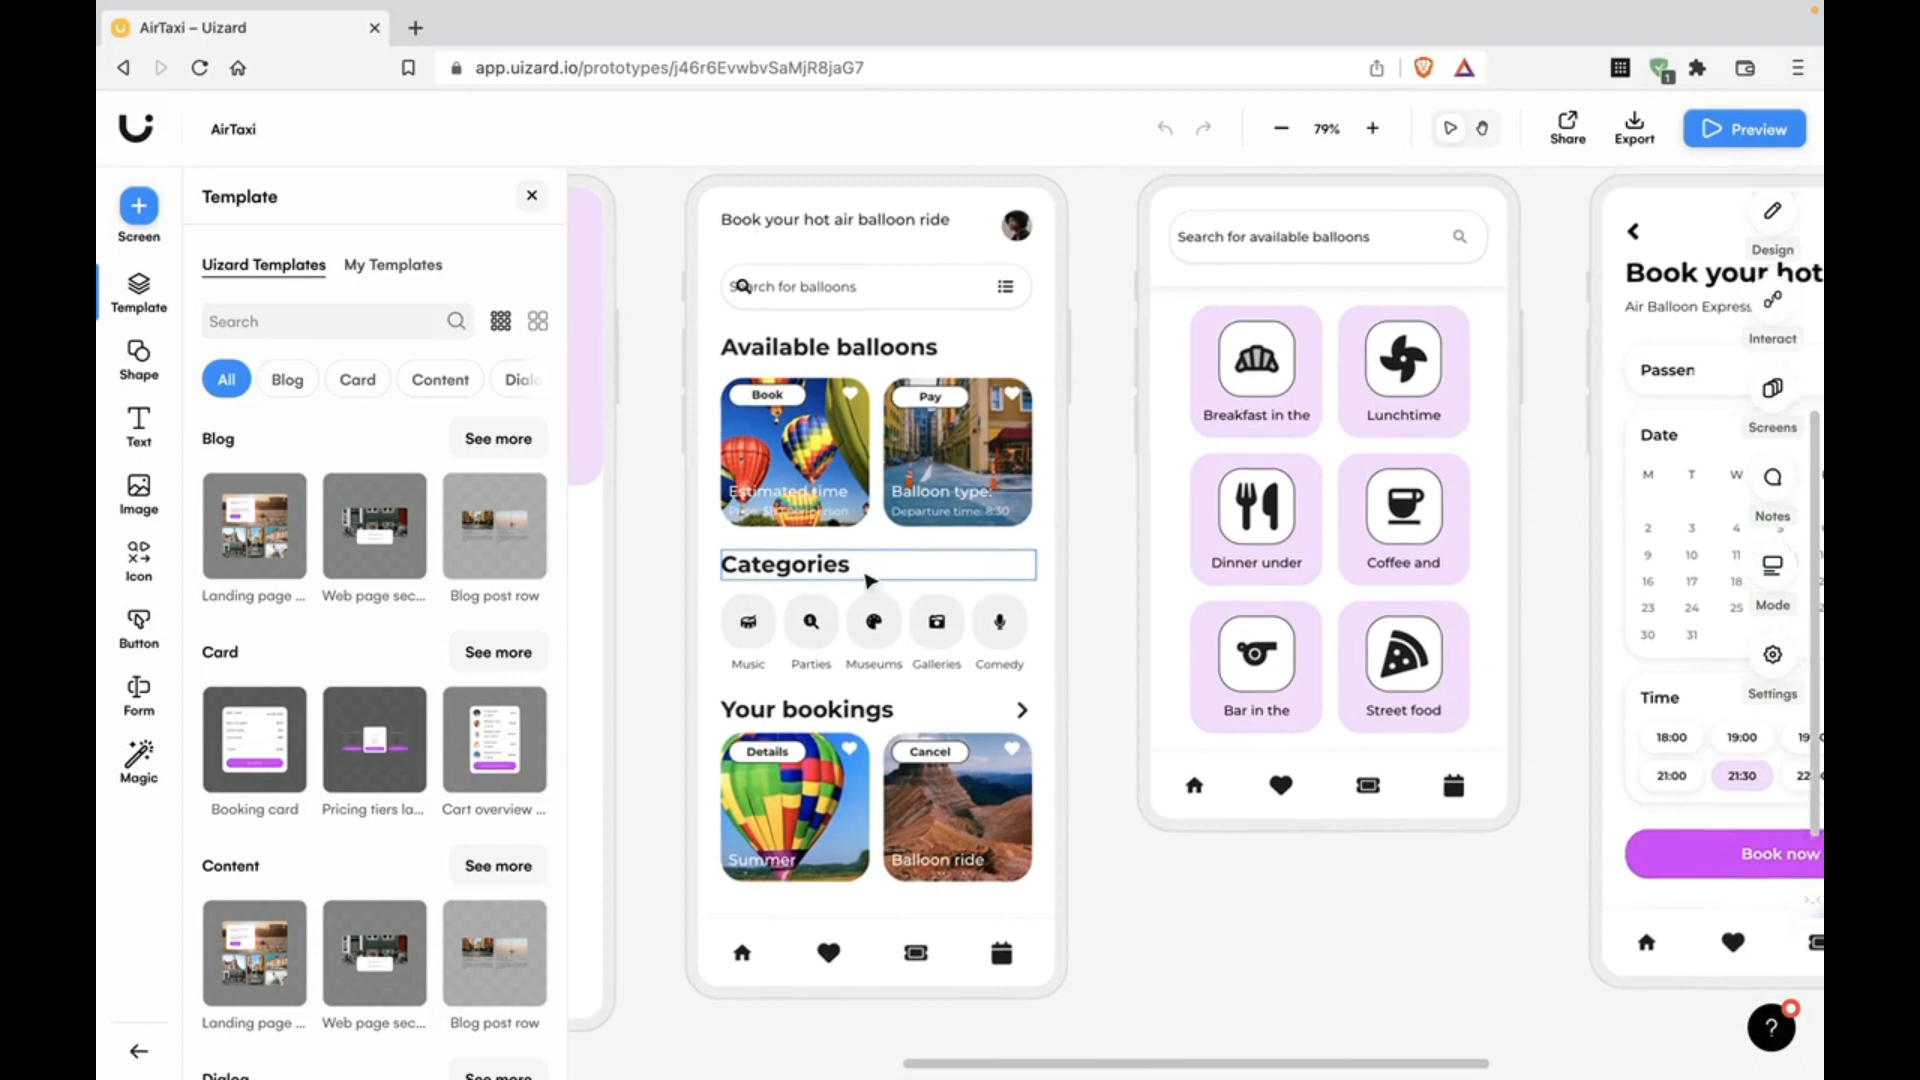 AirTaxi – Uizard
app.uizard.io/prototypes/j46r6EvwbvSaMjR8jaG7
1
AirTaxi
79%
Share
Export
Preview
Screen
Template
Shape
Text
Image
Icon
Button
Form
Magic
Template
Uizard Templates
My Templates
Search
All
Blog
Card
Content
Dialo
Blog
See more
Landing page ...
Web page sec...
Blog post row
Card
See more
Booking card
Pricing tiers la...
Cart overview ...
Content
See more
Landing page ...
Web page sec...
Blog post row
Dialog
See more
Book your hot air balloon ride
Search for balloons
Available balloons
Book
Estimated time
Pay
Balloon type:
Departure time: 8:30
Categories
Music
Parties
Museums
Galleries
Comedy
Your bookings
Details
Summer
Cancel
Balloon ride
Search for available balloons
Breakfast in the
Lunchtime
Dinner under
Coffee and
Bar in the
Street food
Book your hot
Air Balloon Express
Passen
Date
M T W
2 3 4 5
9 10 11
16 17 18
23 24 25
30 31
Time
18:00 19:00
21:00 21:30
Book now
Design
Interact
Screens
Notes
Mode
Settings
?